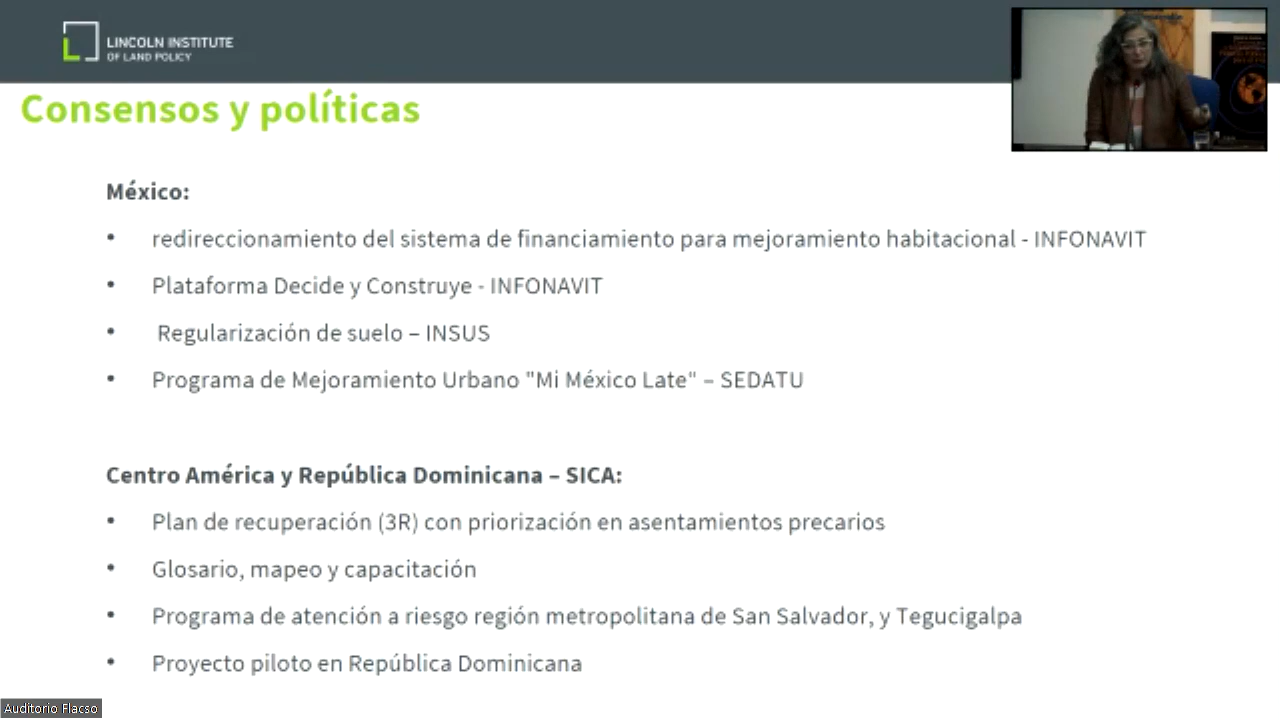 LINCOLN INSTITUTE
OF LAND POLICY
Consensos y políticas
México:
• redireccionamiento del sistema de financiamiento para mejoramiento habitacional - INFONAVIT
• Plataforma Decide y Construye - INFONAVIT
• Regularización de suelo – INSUS
• Programa de Mejoramiento Urbano "Mi México Late" – SEDATU
Centro América y República Dominicana – SICA:
• Plan de recuperación (3R) con priorización en asentamientos precarios
• Glosario, mapeo y capacitación
• Programa de atención a riesgo región metropolitana de San Salvador, y Tegucigalpa
• Proyecto piloto en República Dominicana
Auditorio Flacso